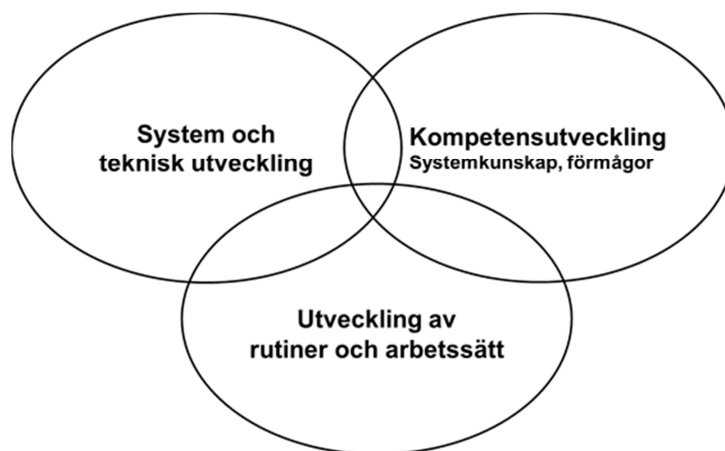 System och
teknisk utveckling
Kompetensutveckling
Systemkunskap, förmågor
Utveckling av
rutiner och arbetssätt